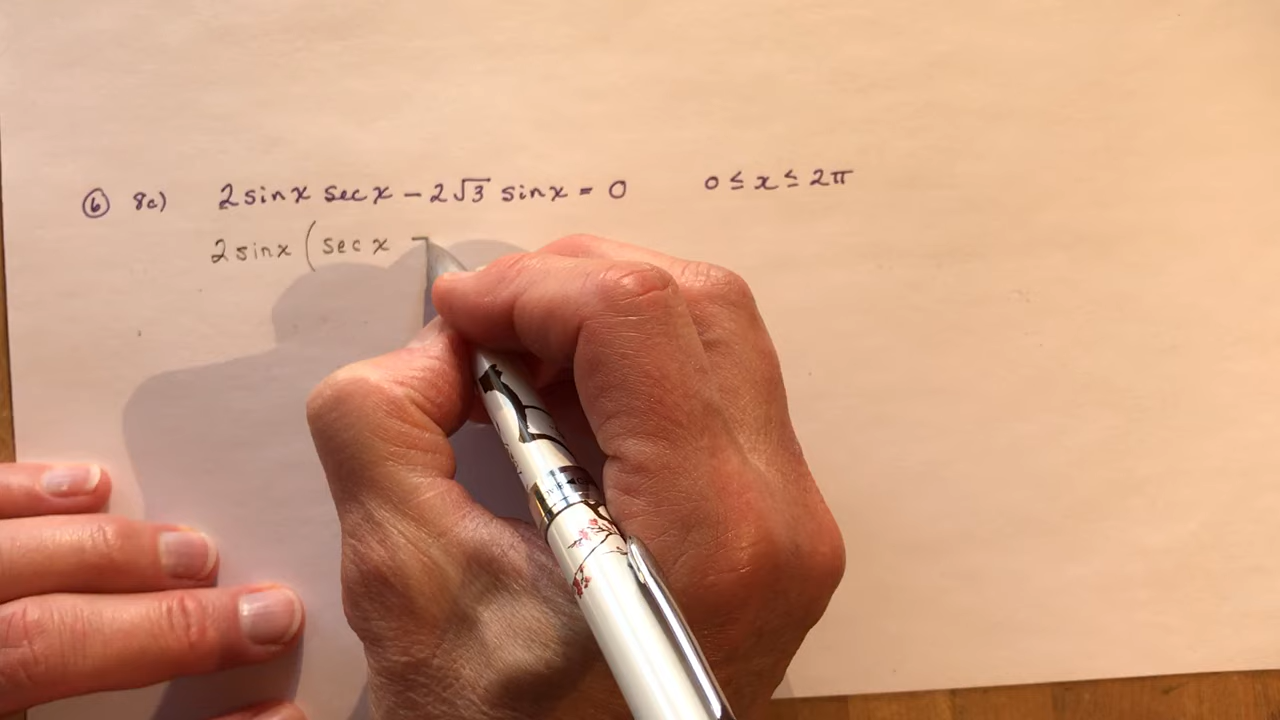 ⑥ 8c) 2 sin x sec x − 2√3 sin x = 0 0 ≤ x ≤ 2π
2 sin x ( sec x −